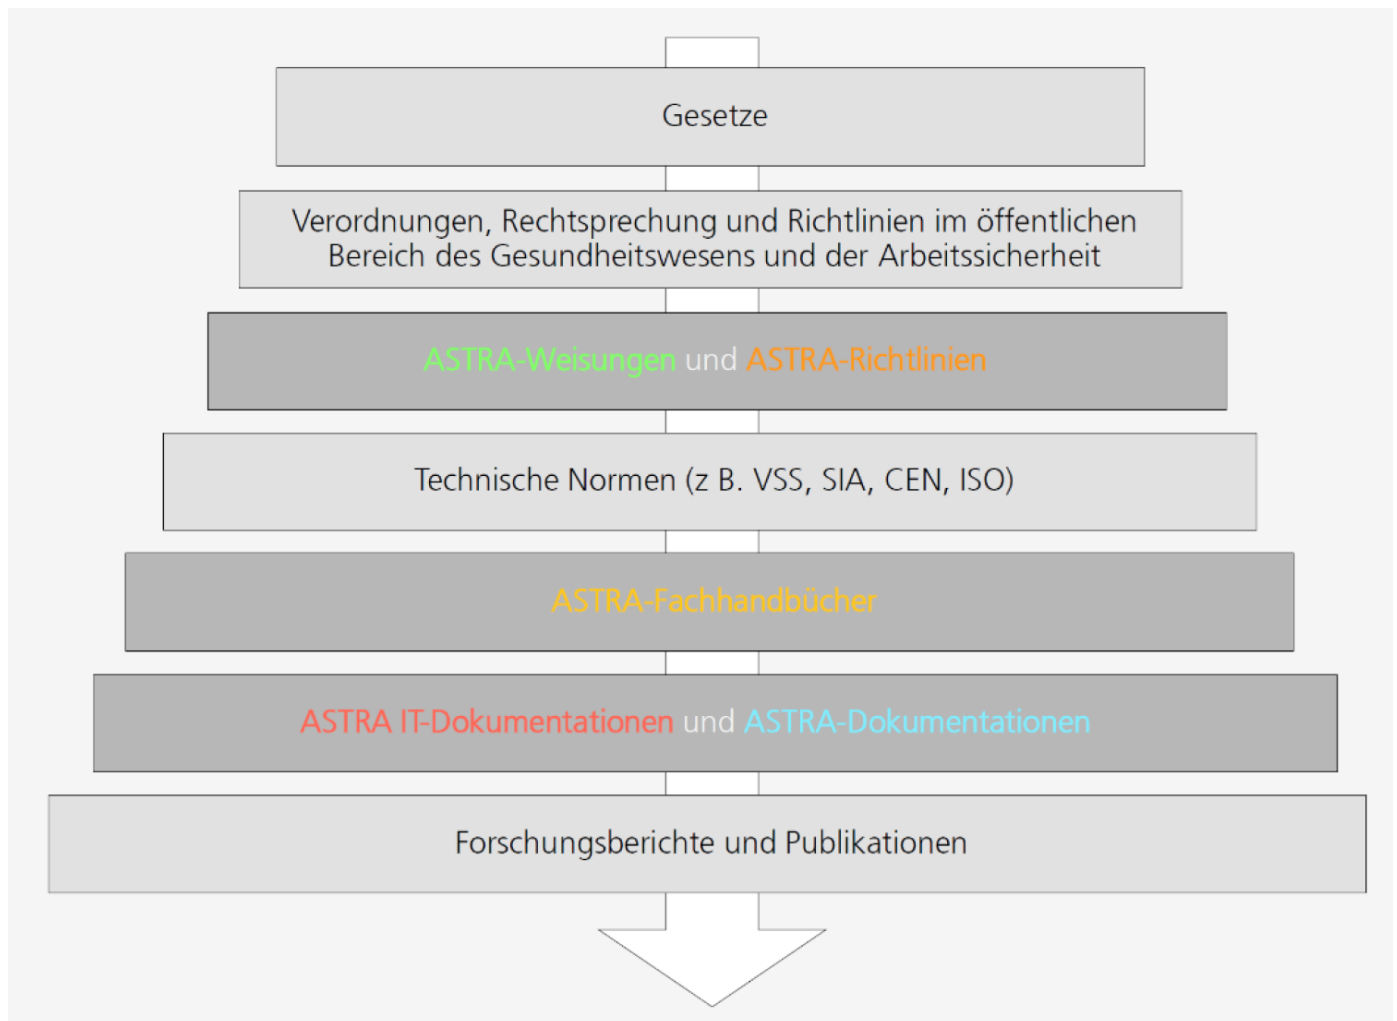 Gesetze
Verordnungen, Rechtsprechung und Richtlinien im öffentlichen
Bereich des Gesundheitswesens und der Arbeitssicherheit
ASTRA-Weisungen und ASTRA-Richtlinien
Technische Normen (z B. VSS, SIA, CEN, ISO)
ASTRA-Fachhandbücher
ASTRA IT-Dokumentationen und ASTRA-Dokumentationen
Forschungsberichte und Publikationen